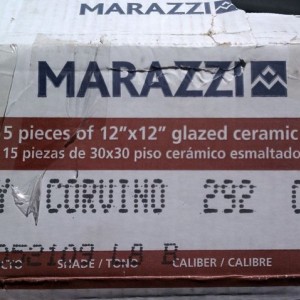 MARAZZI
MARAZZI
5 pieces of 12"x12" glazed ceramic
15 piezas de 30x30 piso cerámico esmaltado
Y CORVINO 292
SHADE / TONO CALIBER / CALIBRE